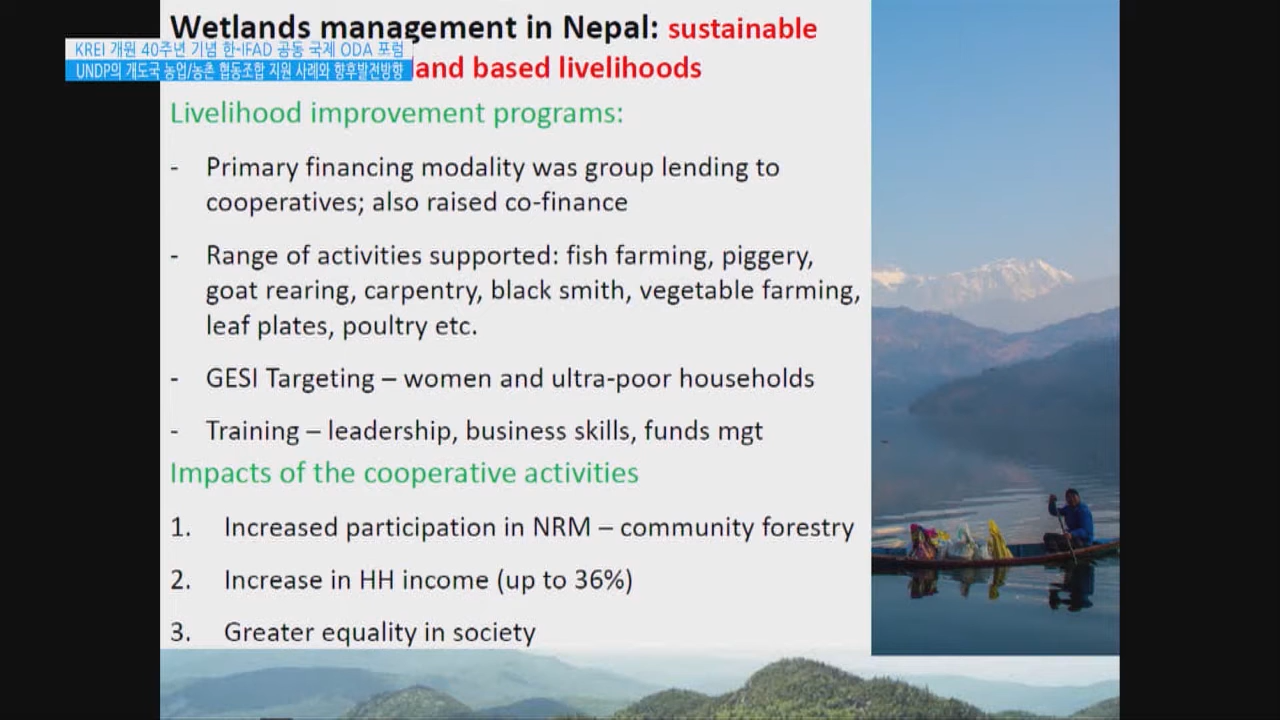 Wetlands management in Nepal: sustainable
KREI 개원 40주년 기념 한-IFAD 공동 국제 ODA 포럼
UNDP의 개도국 농업/농촌 협동조합 지원 사례와 향후발전방향
and based livelihoods
Livelihood improvement programs:
- Primary financing modality was group lending to
cooperatives; also raised co-finance
- Range of activities supported: fish farming, piggery,
goat rearing, carpentry, black smith, vegetable farming,
leaf plates, poultry etc.
- GESI Targeting – women and ultra-poor households
- Training – leadership, business skills, funds mgt
Impacts of the cooperative activities
1. Increased participation in NRM – community forestry
2. Increase in HH income (up to 36%)
3. Greater equality in society